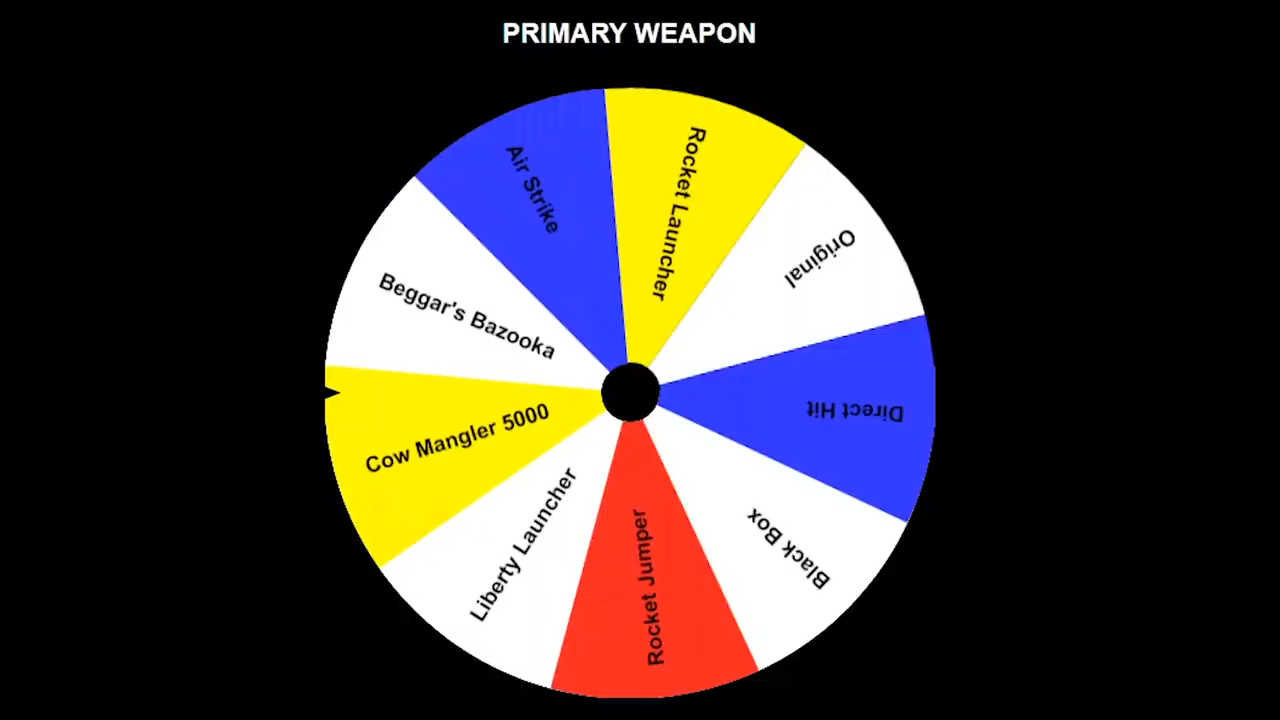 PRIMARY WEAPON
Rocket Launcher
Original
Direct Hit
Black Box
Rocket Jumper
Liberty Launcher
Cow Mangler 5000
Beggar's Bazooka
Air Strike